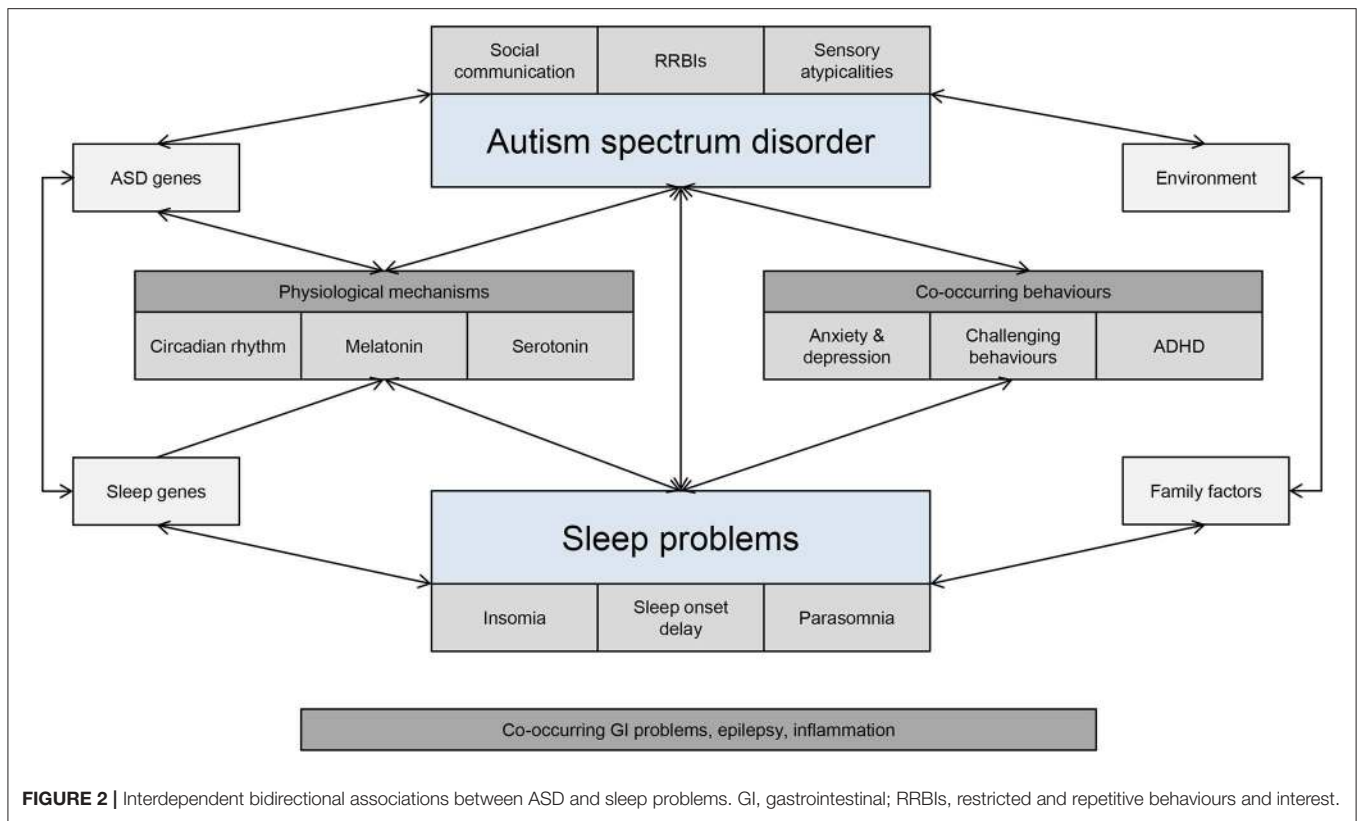 Social
communication
RRBIs
Sensory
atypicalities
Autism spectrum disorder
ASD genes
Environment
Physiological mechanisms
Circadian rhythm
Melatonin
Serotonin
Co-occurring behaviours
Anxiety &
depression
Challenging
behaviours
ADHD
Sleep genes
Family factors
Sleep problems
Insomia
Sleep onset
delay
Parasomnia
Co-occurring GI problems, epilepsy, inflammation
FIGURE 2 | Interdependent bidirectional associations between ASD and sleep problems. GI, gastrointestinal; RRBIs, restricted and repetitive behaviours and interest.